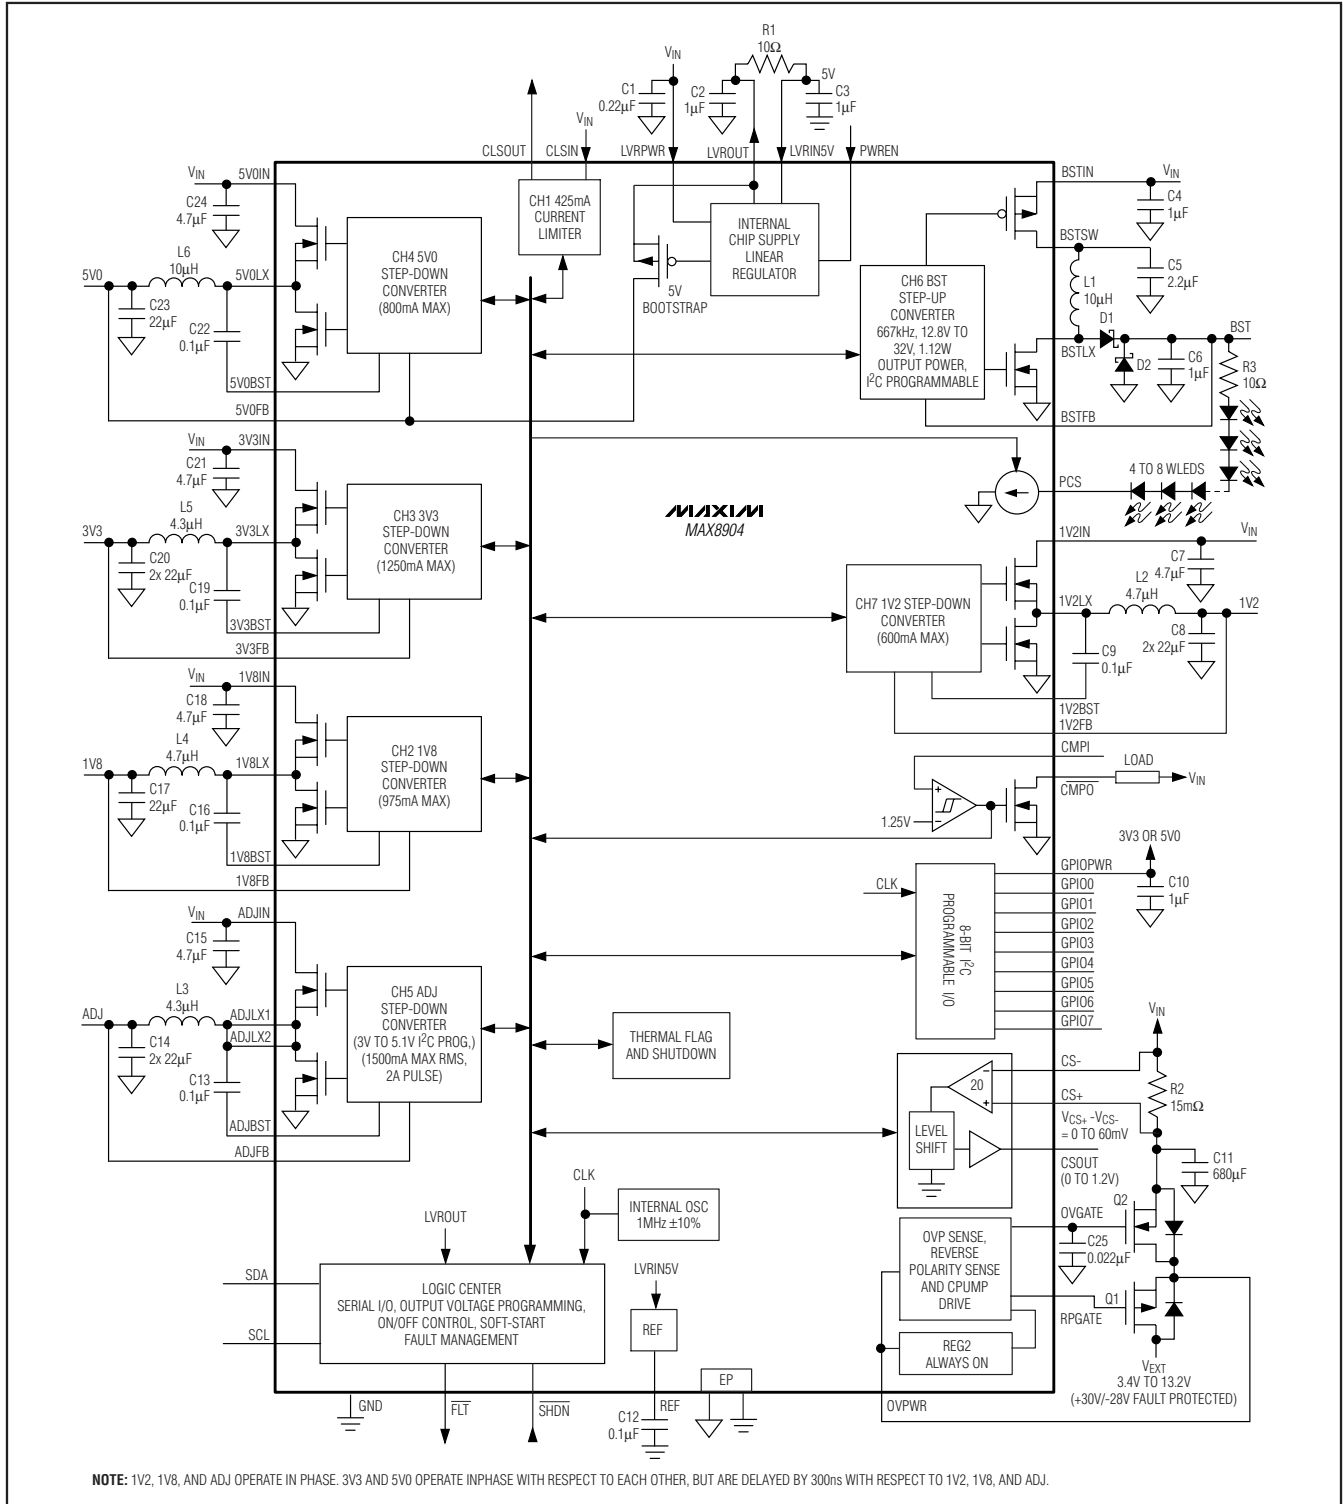 R1
10Ω
VIN
C1
0.22µF
C2
1µF
5V
C3
1µF
VIN
CLSOUT
CLSIN
LVRPWR
LVROUT
LVRIN5V
PWREN
VIN
5V0IN
C24
4.7µF
CH1 425mA
CURRENT
LIMITER
INTERNAL
CHIP SUPPLY
LINEAR
REGULATOR
5V
BOOTSTRAP
BSTIN
VIN
C4
1µF
BSTSW
C5
2.2µF
L1
10µH
L6
10µH
5V0
5V0LX
C23
22µF
C22
0.1µF
CH4 5V0
STEP-DOWN
CONVERTER
(800mA MAX)
5V0BST
5V0FB
CH6 BST
STEP-UP
CONVERTER
667kHz, 12.8V TO
32V, 1.12W
OUTPUT POWER,
I2C PROGRAMMABLE
D1
BST
BSTLX
D2
C6
1µF
R3
10Ω
BSTFB
VIN
3V3IN
C21
4.7µF
L5
4.3µH
3V3
3V3LX
C20
2x 22µF
C19
0.1µF
CH3 3V3
STEP-DOWN
CONVERTER
(1250mA MAX)
3V3BST
3V3FB
MAXIM
MAX8904
PCS
4 TO 8 WLEDS
1V2IN
VIN
C7
4.7µF
L2
4.7µH
CH7 1V2 STEP-DOWN
CONVERTER
(600mA MAX)
1V2LX
1V2
C8
2x 22µF
C9
0.1µF
1V2BST
1V2FB
VIN
1V8IN
C18
4.7µF
L4
4.7µH
1V8
1V8LX
C17
22µF
C16
0.1µF
CH2 1V8
STEP-DOWN
CONVERTER
(975mA MAX)
1V8BST
1V8FB
CMPI
LOAD
CMPO
VIN
+
−
1.25V
3V3 OR 5V0
CLK
8-BIT I2C
PROGRAMMABLE I/O
GPIOPWR
GPIO0
GPIO1
GPIO2
GPIO3
GPIO4
GPIO5
GPIO6
GPIO7
C10
1µF
VIN
ADJIN
C15
4.7µF
L3
4.3µH
ADJ
ADJLX1
ADJLX2
C14
2x 22µF
C13
0.1µF
CH5 ADJ
STEP-DOWN
CONVERTER
(3V TO 5.1V I2C PROG,)
(1500mA MAX RMS,
2A PULSE)
ADJBST
ADJFB
THERMAL FLAG
AND SHUTDOWN
VIN
20
−
+
CS-
CS+
R2
15mΩ
VCS+ -VCS-
= 0 TO 60mV
LEVEL
SHIFT
CSOUT
(0 TO 1.2V)
C11
680µF
CLK
INTERNAL OSC
1MHz ±10%
LVROUT
LVRIN5V
OVP SENSE,
REVERSE
POLARITY SENSE
AND CPUMP
DRIVE
OVGATE
Q2
C25
0.022µF
Q1
RPGATE
SDA
SCL
LOGIC CENTER
SERIAL I/O, OUTPUT VOLTAGE PROGRAMMING,
ON/OFF CONTROL, SOFT-START
FAULT MANAGEMENT
REF
REG2
ALWAYS ON
VEXT
3.4V TO 13.2V
(+30V/-28V FAULT PROTECTED)
EP
GND
FLT
SHDN
REF
C12
0.1µF
OVPWR
NOTE: 1V2, 1V8, AND ADJ OPERATE IN PHASE. 3V3 AND 5V0 OPERATE INPHASE WITH RESPECT TO EACH OTHER, BUT ARE DELAYED BY 300ns WITH RESPECT TO 1V2, 1V8, AND ADJ.